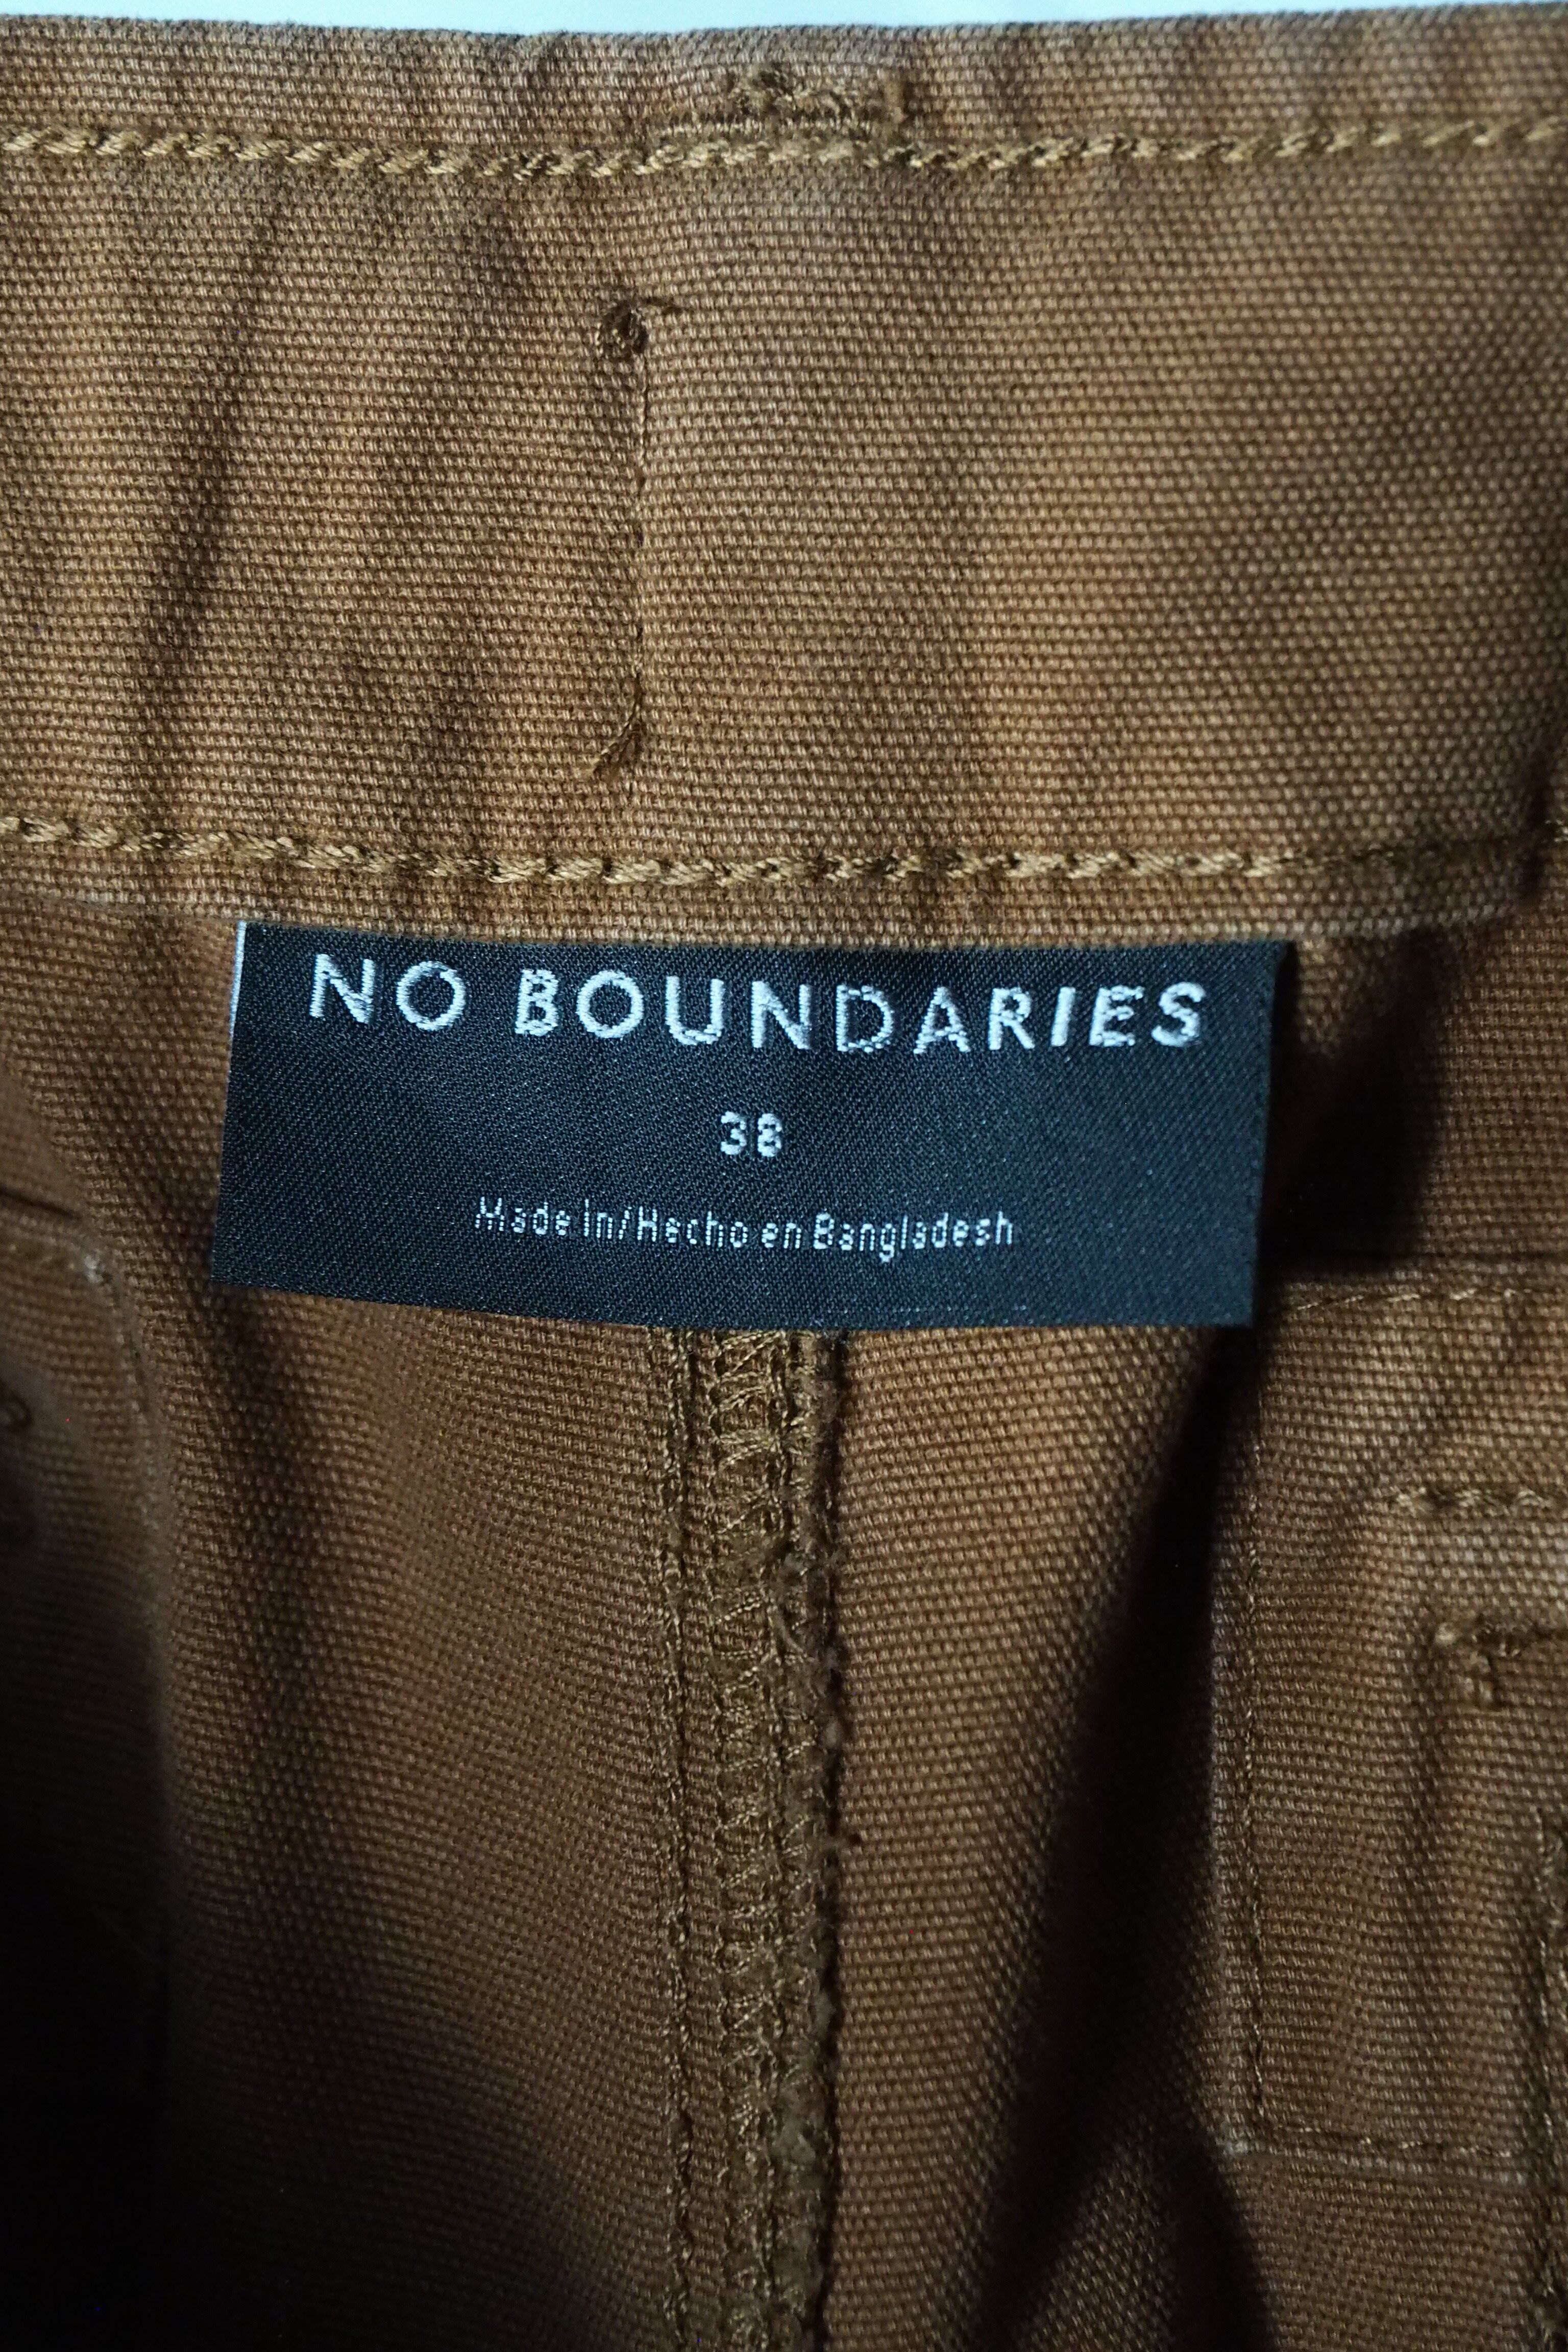 NO BOUNDARIES
38
Made In/Hecho en Bangladesh